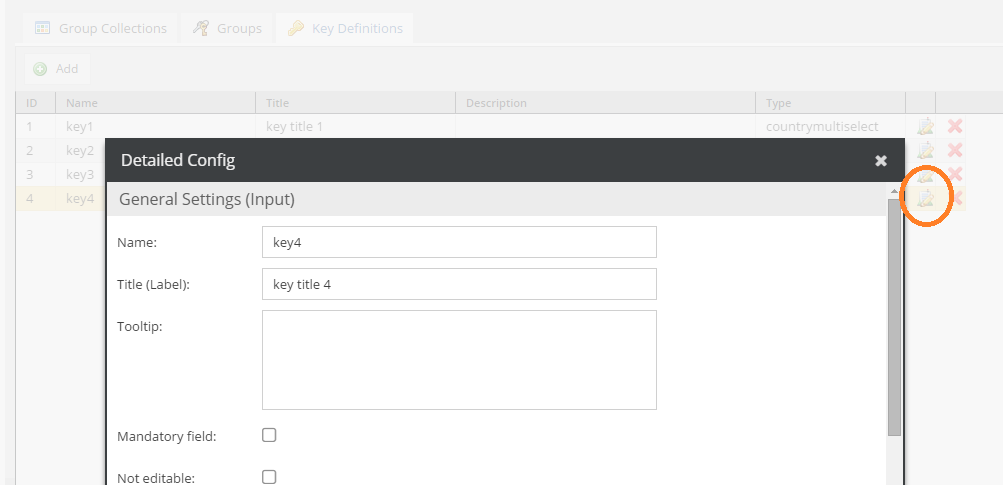 Group Collections Groups Key Definitions
Add
ID Name Title Description Type
1 key1 key title 1 countrymultiselect
2 key2
3 key3
4 key4
Detailed Config
General Settings (Input)
Name: key4
Title (Label): key title 4
Tooltip:
Mandatory field:
Not editable: